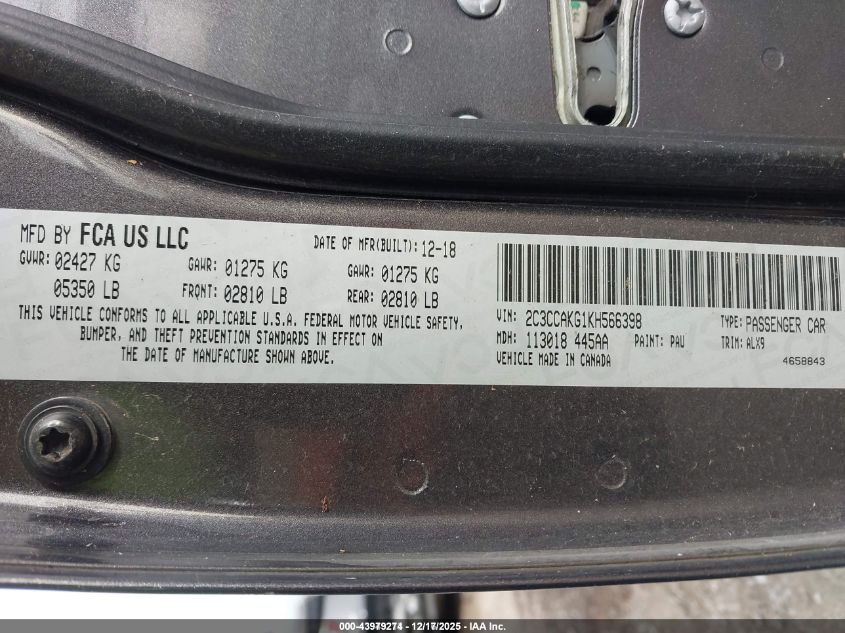 MFD BY FCA US LLC
DATE OF MFR(BUILT): 12-18
GVWR: 02427 KG GAWR: 01275 KG GAWR: 01275 KG
05350 LB FRONT: 02810 LB REAR: 02810 LB
THIS VEHICLE CONFORMS TO ALL APPLICABLE U.S.A. FEDERAL MOTOR VEHICLE SAFETY,
BUMPER, AND THEFT PREVENTION STANDARDS IN EFFECT ON
THE DATE OF MANUFACTURE SHOWN ABOVE.
VIN: 2C3CCAKG1KH566398 TYPE: PASSENGER CAR
MDH: 113018 445AA PAINT: PAU TRIM: ALX9
VEHICLE MADE IN CANADA 4658843
000-43979274 - 12/17/2025 - IAA Inc.